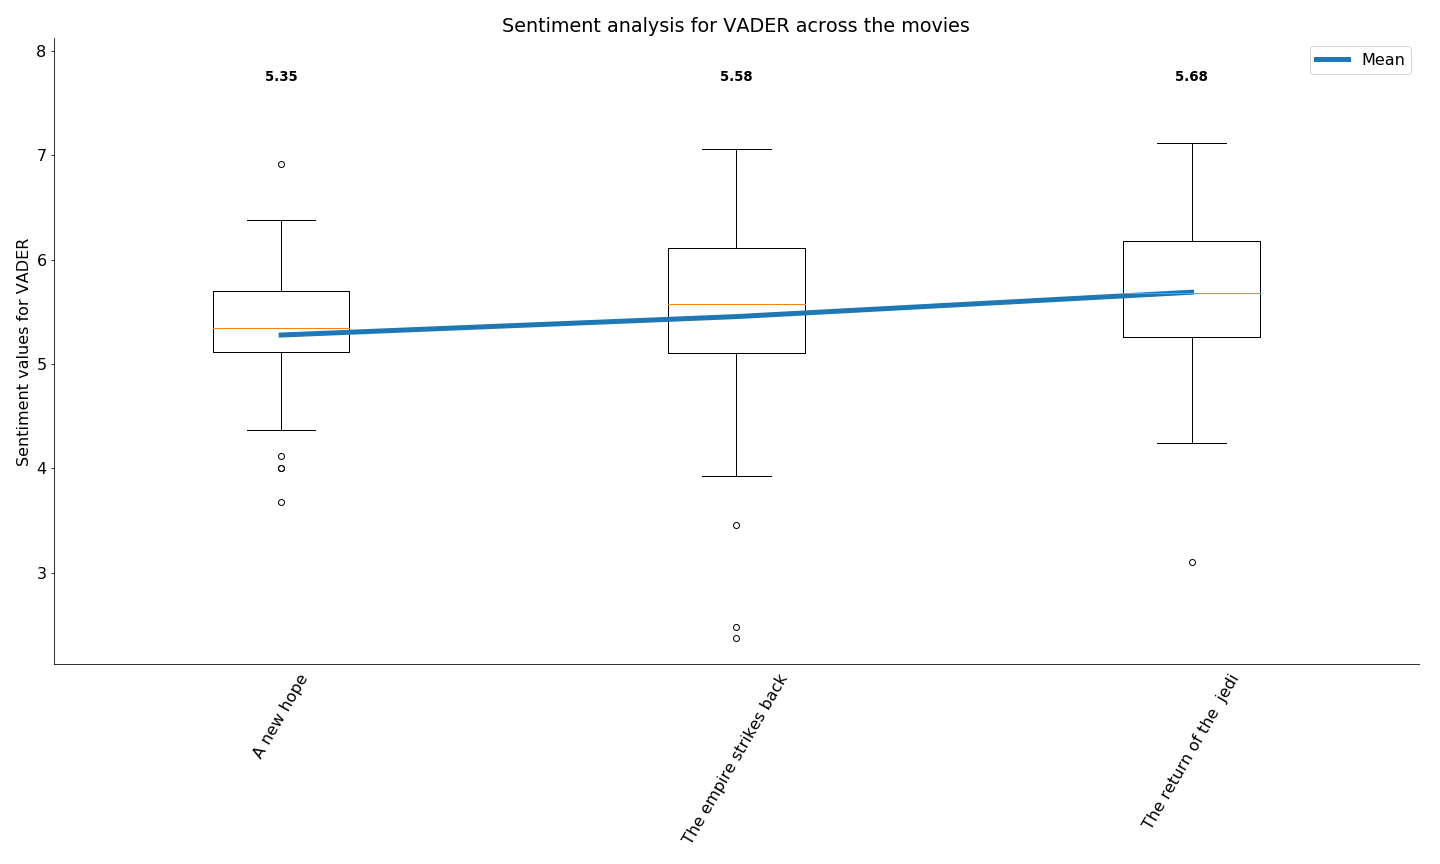 Sentiment analysis for VADER across the movies
Mean
5.35 5.58 5.68
8
7
6
5
4
3
Sentiment values for VADER
A new hope
The empire strikes back
The return of the  jedi